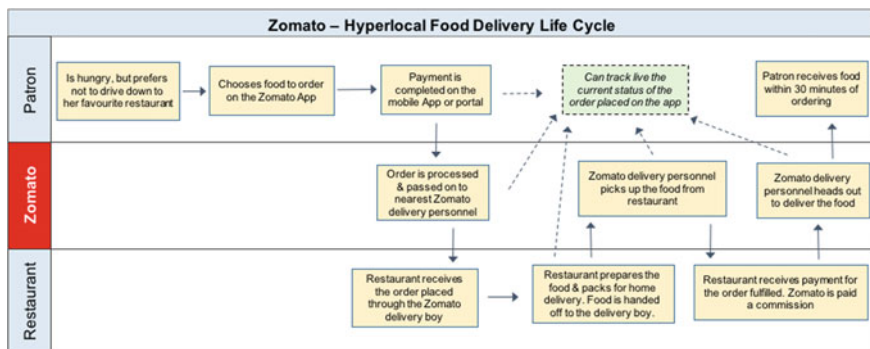 Zomato – Hyperlocal Food Delivery Life Cycle
Patron
Is hungry, but prefers
not to drive down to
her favourite restaurant
Chooses food to order
on the Zomato App
Payment is
completed on the
mobile App or portal
Can track live the
current status of the
order placed on the app
Patron receives food
within 30 minutes of
ordering
Zomato
Order is processed
& passed on to
nearest Zomato
delivery personnel
Zomato delivery personnel
picks up the food from
restaurant
Zomato delivery
personnel heads out
to deliver the food
Restaurant
Restaurant receives
the order placed
through the Zomato
delivery boy
Restaurant prepares the
food & packs for home
delivery. Food is handed
off to the delivery boy.
Restaurant receives payment for
the order fulfilled. Zomato is paid
a commission